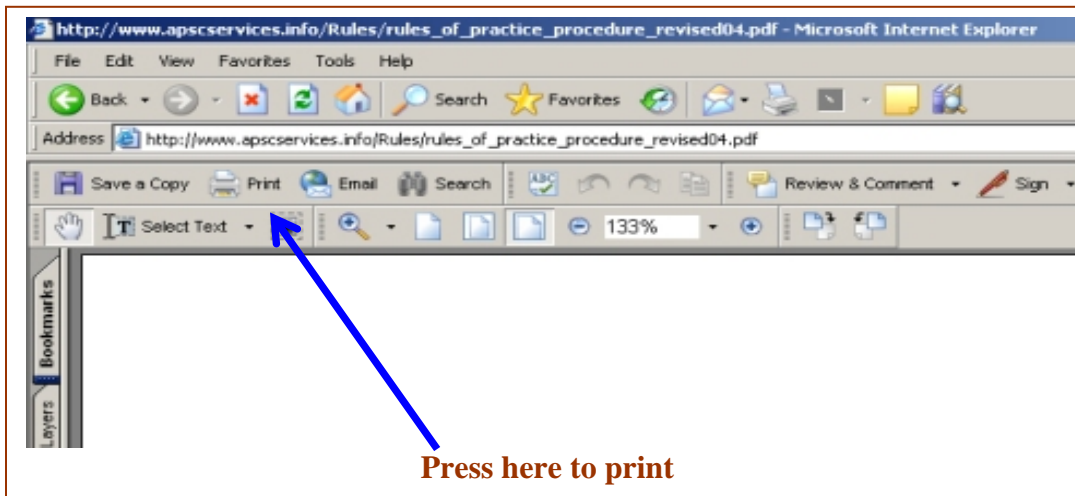 http://www.apscservices.info/Rules/rules_of_practice_procedure_revised04.pdf - Microsoft Internet Explorer
File Edit View Favorites Tools Help
Back Search Favorites
Address http://www.apscservices.info/Rules/rules_of_practice_procedure_revised04.pdf
Save a Copy Print Email Search ABC Review & Comment Sign
Select Text 133%
Bookmarks
Layers
Press here to print